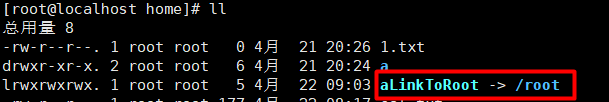 [root@localhost home]# ll
总用量 8
-rw-r--r--. 1 root root   0 4月  21 20:26 1.txt
drwxr-xr-x. 2 root root   6 4月  21 20:24 a
lrwxrwxrwx. 1 root root   5 4月  22 09:03 aLinkToRoot -> /root